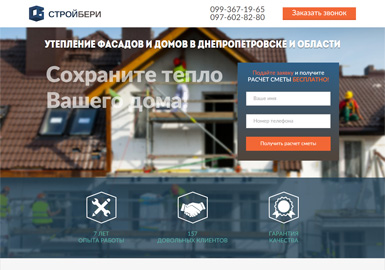 СТРОЙБЕРИ
099-367-19-65
097-602-82-80
Заказать звонок
УТЕПЛЕНИЕ ФАСАДОВ И ДОМОВ В ДНЕПРОПЕТРОВСКЕ И ОБЛАСТИ
Сохраните тепло
Вашего дома!
Подайте заявку и получите
РАСЧЕТ СМЕТЫ БЕСПЛАТНО!
Ваше имя
Номер телефона
Получить расчет сметы
7 ЛЕТ
ОПЫТА РАБОТЫ
157
ДОВОЛЬНЫХ КЛИЕНТОВ
ГАРАНТИЯ
КАЧЕСТВА